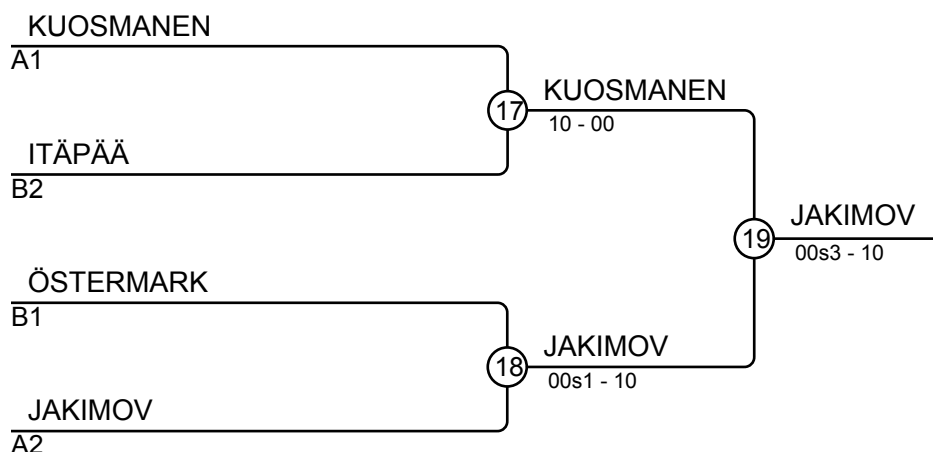 KUOSMANEN
A1
17
KUOSMANEN
10 - 00
ITÄPÄÄ
B2
19
JAKIMOV
00s3 - 10
ÖSTERMARK
B1
18
JAKIMOV
00s1 - 10
JAKIMOV
A2